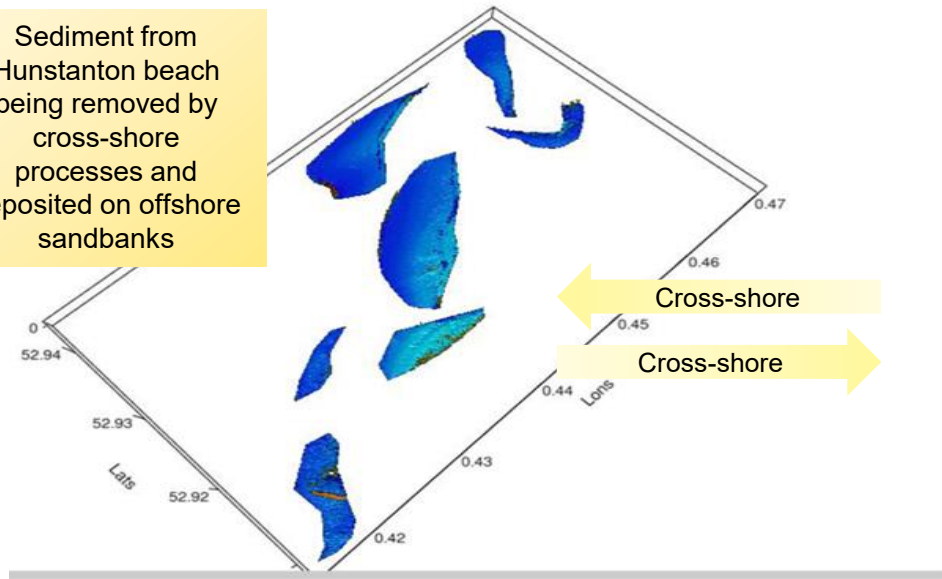 Sediment from
Hunstanton beach
being removed by
cross-shore
processes and
eposited on offshore
sandbanks
0.47
0.46
Cross-shore
0.45
0
52.94
Cross-shore
0.44
Lons
52.93
0.43
Lats
52.92
0.42